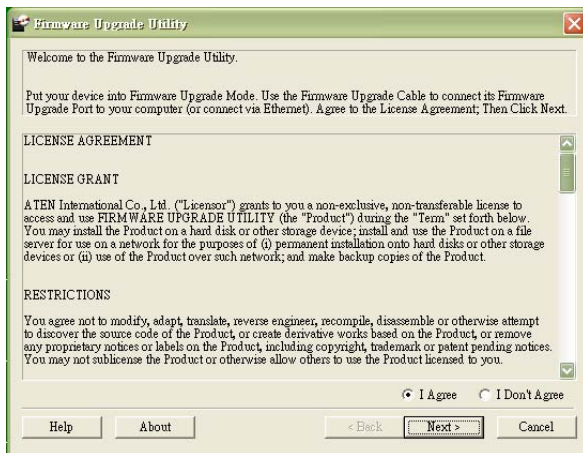 Firmware Upgrade Utility
Welcome to the Firmware Upgrade Utility.
Put your device into Firmware Upgrade Mode. Use the Firmware Upgrade Cable to connect its Firmware
Upgrade Port to your computer (or connect via Ethernet). Agree to the License Agreement; Then Click Next.
LICENSE AGREEMENT
LICENSE GRANT
ATEN International Co., Ltd. ("Licensor") grants to you a non-exclusive, non-transferable license to
access and use FIRMWARE UPGRADE UTILITY (the "Product") during the "Term" set forth below.
You may install the Product on a hard disk or other storage device; install and use the Product on a file
server for use on a network for the purposes of (i) permanent installation onto hard disks or other storage
devices or (ii) use of the Product over such network; and make backup copies of the Product.
RESTRICTIONS
You agree not to modify, adapt, translate, reverse engineer, recompile, disassemble or otherwise attempt
to discover the source code of the Product, or create derivative works based on the Product, or remove
any proprietary notices or labels on the Product, including copyright, trademark or patent pending notices.
You may not sublicense the Product or otherwise allow others to use the Product licensed to you.
I Agree I Don't Agree
Help About < Back Next > Cancel